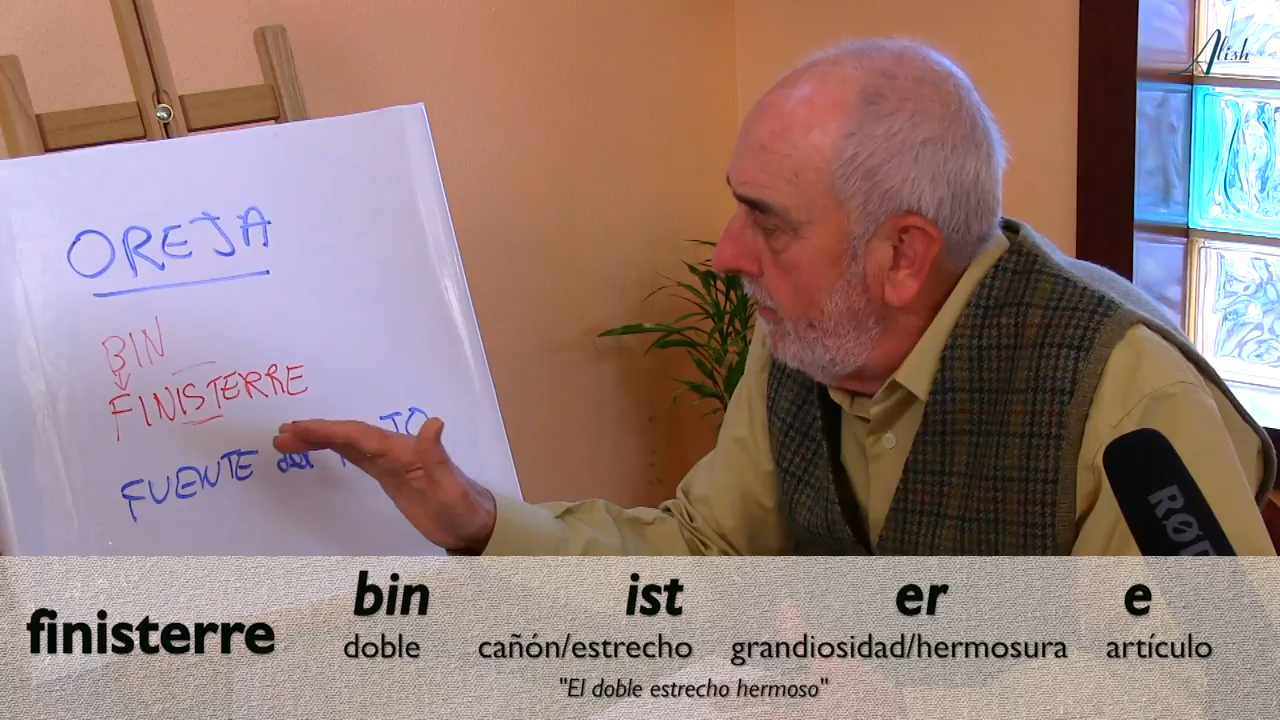 Alish
OREJA
BIN
FINISTERRE
FUENTE del
finisterre bin ist er e
doble cañón/estrecho grandiosidad/hermosura artículo
"El doble estrecho hermoso"